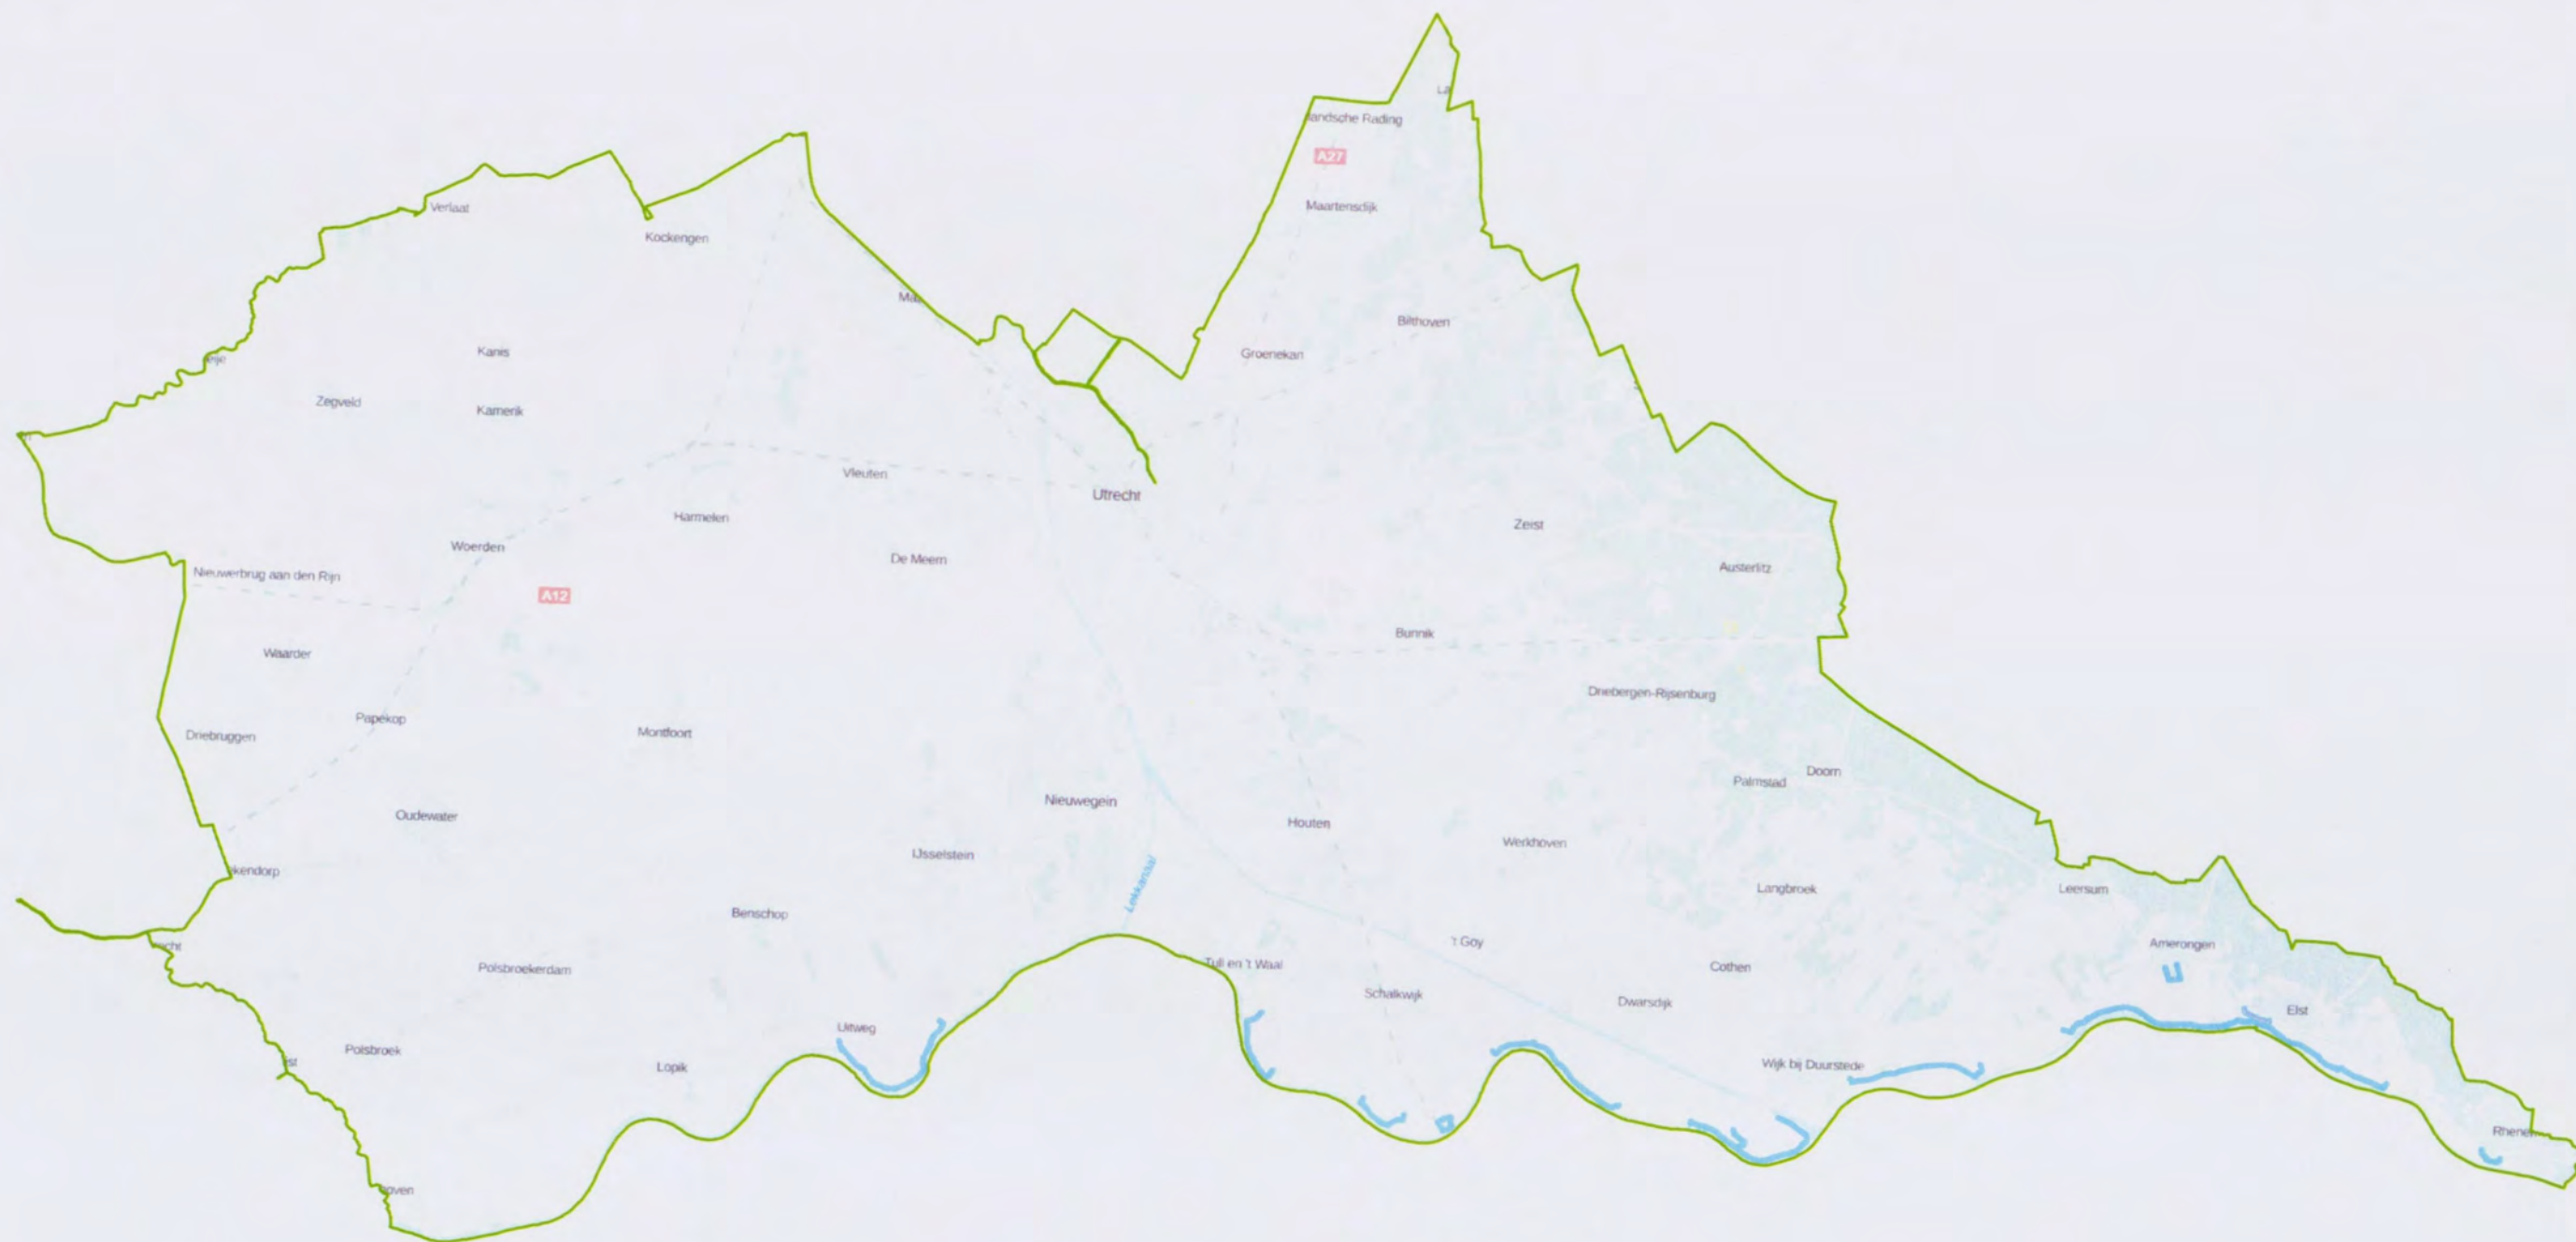 Hollandsche Rading
A27
Maartensdijk
Verlaat
Kockengen
Bilthoven
Groenekan
Kanis
Zegveld
Kamerik
Vleuten
Utrecht
Harmelen
Zeist
Woerden
De Meern
Austerlitz
Nieuwerbrug aan den Rijn
A12
Bunnik
Waarder
Driebergen-Rijsenburg
Papekop
Driebruggen
Montfoort
Doorn
Palmstad
Nieuwegein
Oudewater
Houten
Werkhoven
IJsselstein
kendorp
Lekkanaal
Langbroek
Leersum
Benschop
't Goy
Amerongen
Tull en 't Waal
Cothen
Polsbroekerdam
Schalkwijk
Dwarsdijk
Elst
Uitweg
Polsbroek
Lopik
Wijk bij Duurstede